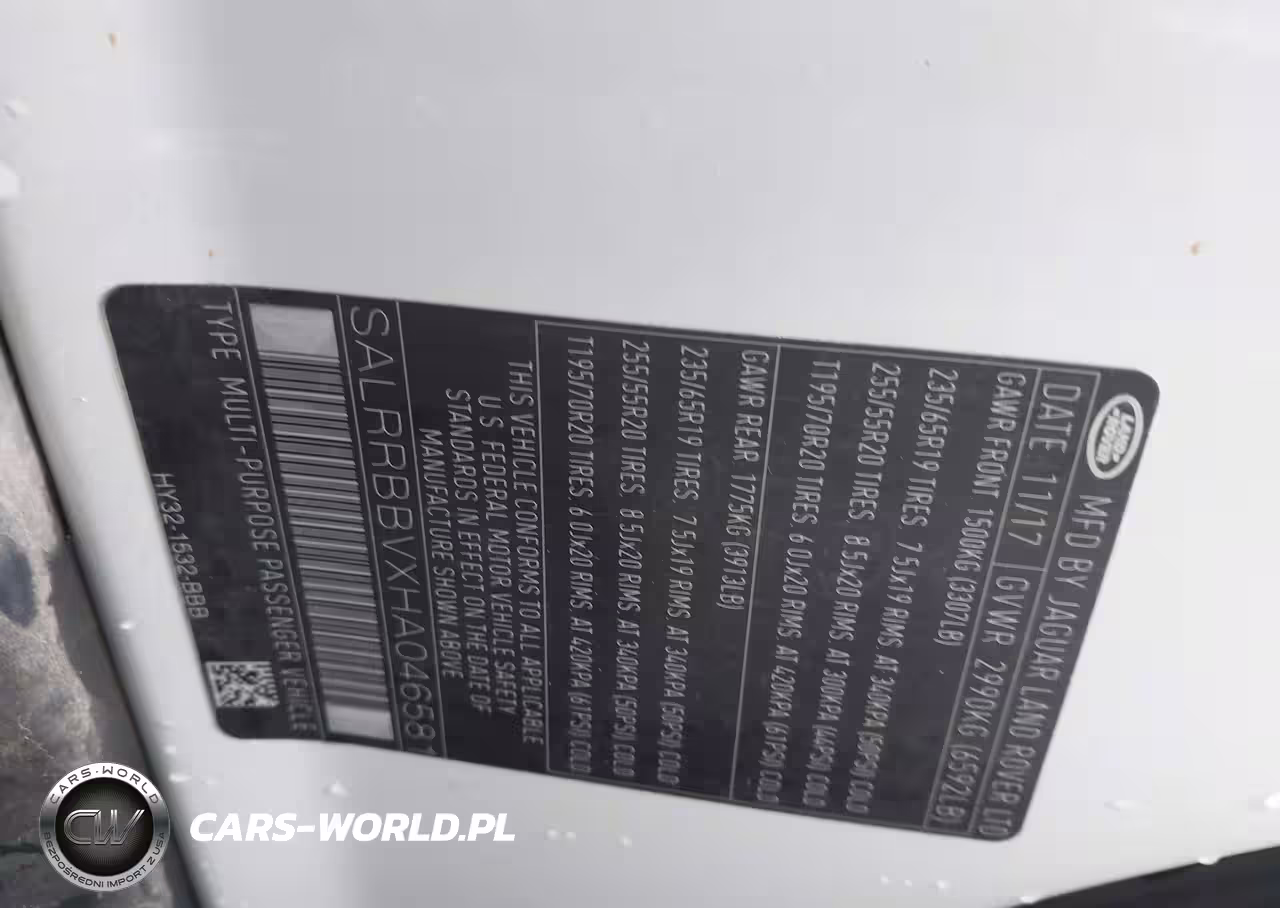 LAND ROVER
MFD BY JAGUAR LAND ROVER LTD
DATE. 11/17 GVWR 2990KG (6592LB)
GAWR FRONT 1500KG (3307LB)
235/65R19 TIRES. 7.5Jx19 RIMS. AT 340KPA (50PSI) COLD
255/55R20 TIRES. 8.5Jx20 RIMS AT 300KPA (44PSI) COLD
T195/70R20 TIRES. 6.0Jx20 RIMS. AT 420KPA (61PSI) COLD
GAWR REAR. 1775KG (3913LB)
235/65R19 TIRES. 7.5Jx19 RIMS. AT 340KPA (50PSI) COLD
255/55R20 TIRES. 8.5Jx20 RIMS AT 340KPA (50PSI) COLD
T195/70R20 TIRES. 6.0Jx20 RIMS. AT 420KPA (61PSI) COLD
THIS VEHICLE CONFORMS TO ALL APPLICABLE
U.S. FEDERAL MOTOR VEHICLE SAFETY
STANDARDS IN EFFECT ON THE DATE OF
MANUFACTURE SHOWN ABOVE
TYPE MULTI-PURPOSE PASSENGER VEHICLE
HY32-1532-BBB
CARS-WORLD
CW
BEZPOŚREDNI IMPORT Z USA
CARS-WORLD.PL